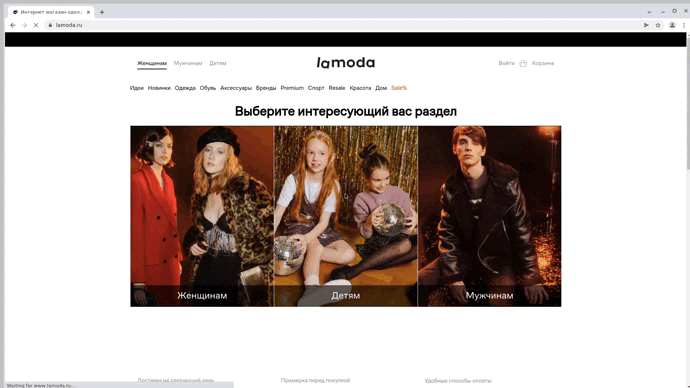 Интернет магазин одеж
lamoda.ru
Женщинам Мужчинам Детям
lamoda
Войти Корзина
Идеи Новинки Одежда Обувь Аксессуары Бренды Premium Спорт Resale Красота Дом Sale%
Выберите интересующий вас раздел
Женщинам
Детям
Мужчинам
Доставка на следующий день
Примерка перед покупкой
Удобные способы оплаты
Waiting for www.lamoda.ru...